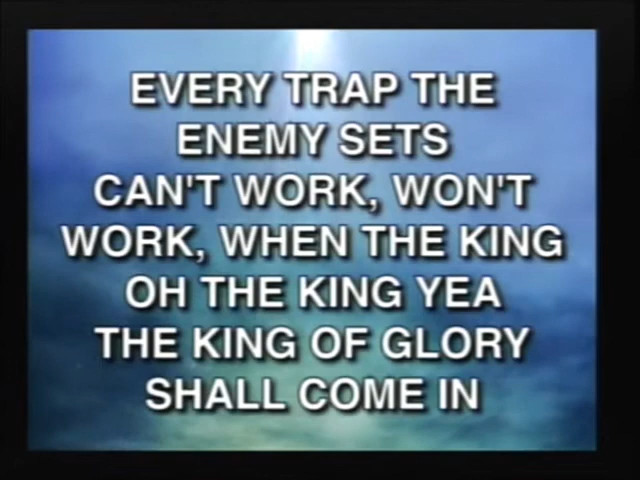 EVERY TRAP THE
ENEMY SETS
CAN'T WORK, WON'T
WORK, WHEN THE KING
OH THE KING YEA
THE KING OF GLORY
SHALL COME IN